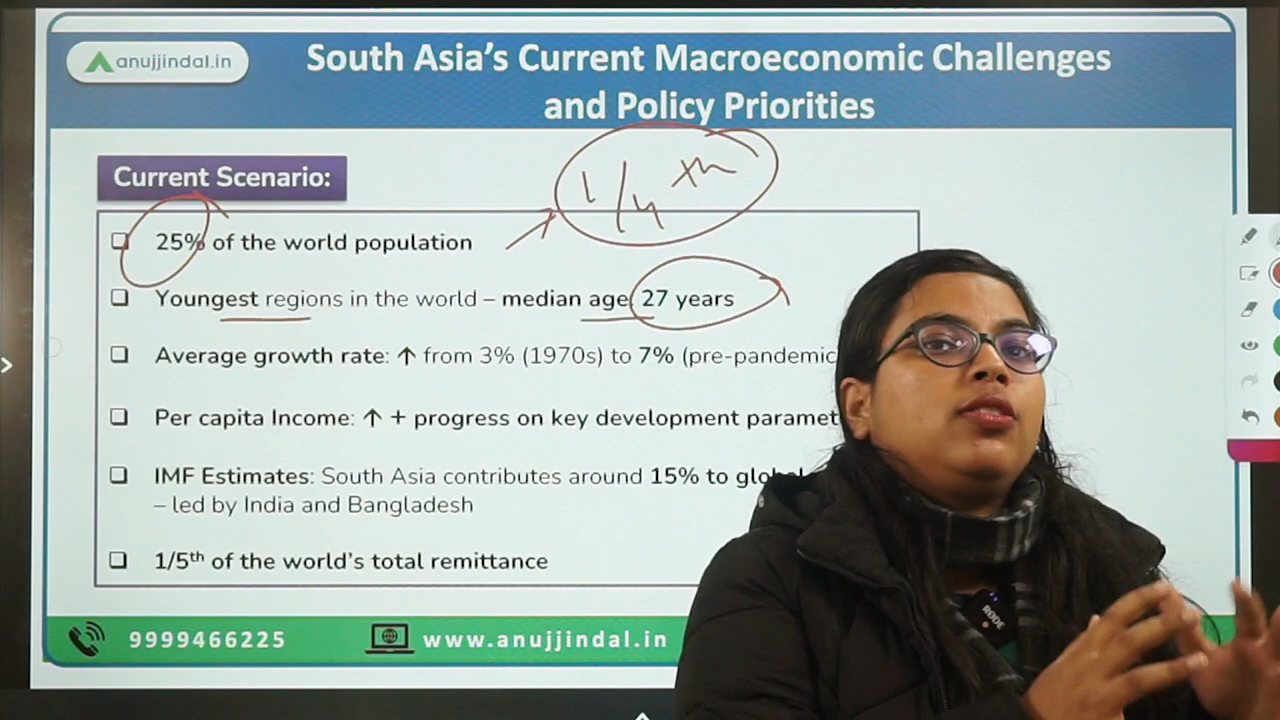 anujjindal.in
South Asia's Current Macroeconomic Challenges
and Policy Priorities
Current Scenario:
1/4th
25% of the world population
Youngest regions in the world – median age 27 years
Average growth rate: ↑ from 3% (1970s) to 7% (pre-pandemic
Per capita Income: ↑ + progress on key development paramet
IMF Estimates: South Asia contributes around 15% to glob
– led by India and Bangladesh
1/5th of the world's total remittance
RODE
9999466225
www.anujjindal.in